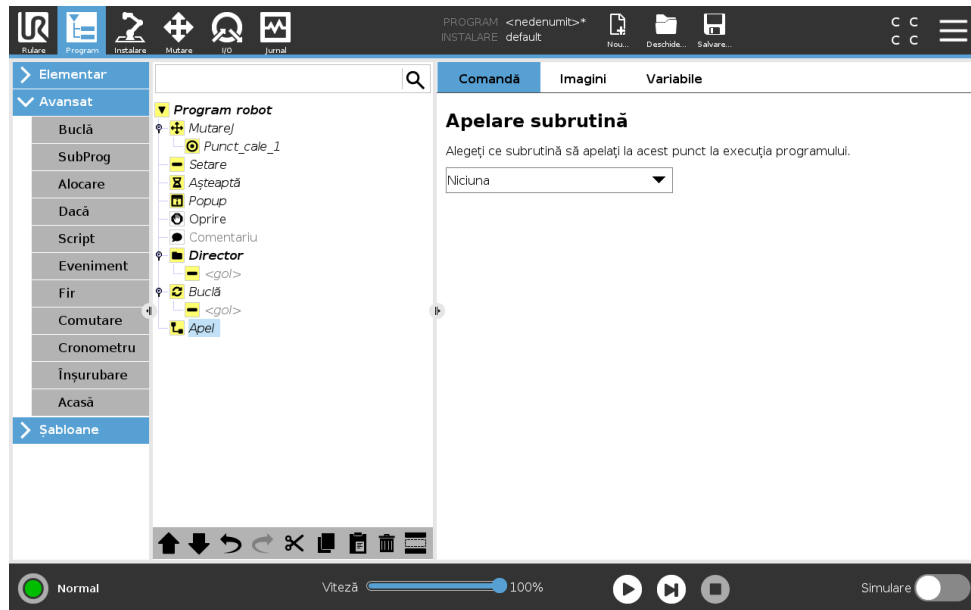 PROGRAM <nedenumit>*
INSTALARE default
Rulare Program Instalare Mutare I/O Jurnal Nou... Deschide... Salvare...
C C
C C
Elementar
Avansat
Buclă
SubProg
Alocare
Dacă
Script
Eveniment
Fir
Comutare
Cronometru
Înșurubare
Acasă
Șabloane
Program robot
MutareJ
Punct_cale_1
Setare
Așteaptă
Popup
Oprire
Comentariu
Director
<gol>
Buclă
<gol>
Apel
Comandă Imagini Variabile
Apelare subrutină
Alegeți ce subrutină să apelați la acest punct la execuția programului.
Niciuna
Normal Viteză 100% Simulare